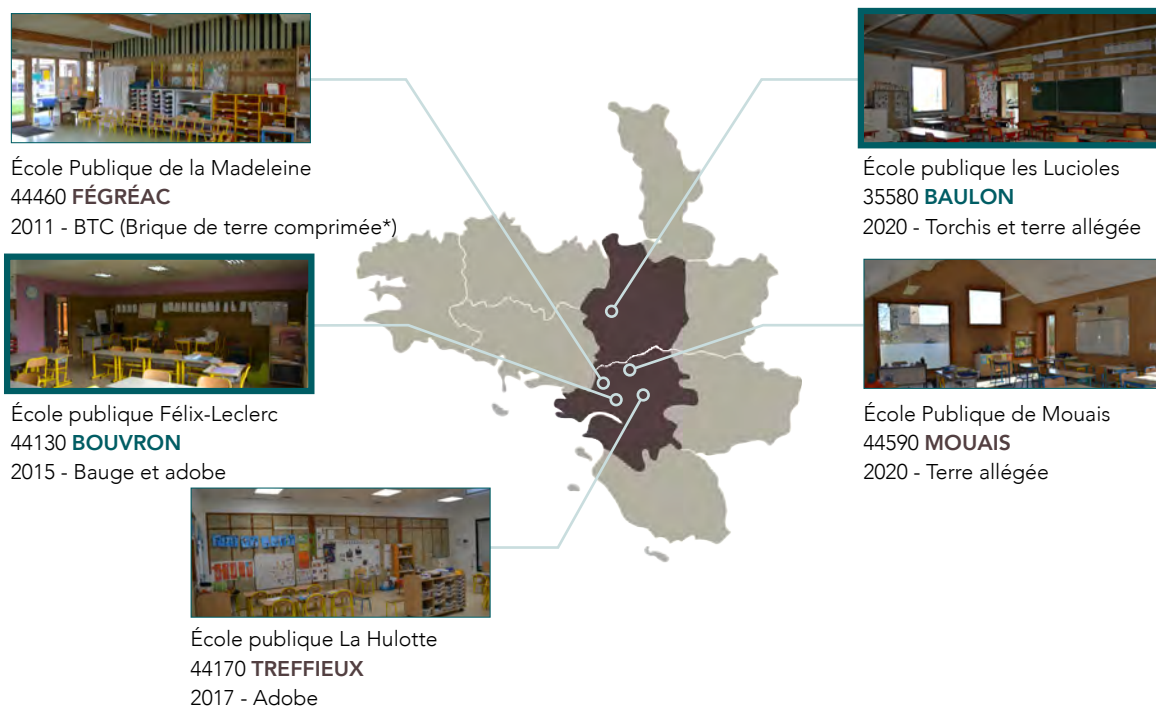 École Publique de la Madeleine
44460 FÉGRÉAC
2011 - BTC (Brique de terre comprimée*)
École publique les Lucioles
35580 BAULON
2020 - Torchis et terre allégée
École publique Félix-Leclerc
44130 BOUVRON
2015 - Bauge et adobe
École Publique de Mouais
44590 MOUAIS
2020 - Terre allégée
École publique La Hulotte
44170 TREFFIEUX
2017 - Adobe